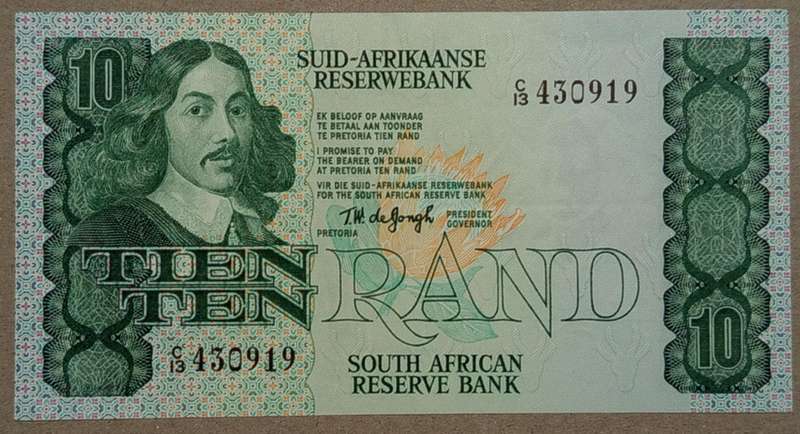 10
SUID-AFRIKAANSE
RESERWEBANK
C/13 430919
EK BELOOF OP AANVRAAG
TE BETAAL AAN TOONDER
TE PRETORIA TIEN RAND
I PROMISE TO PAY
THE BEARER ON DEMAND
AT PRETORIA TEN RAND
VIR DIE SUID-AFRIKAANSE RESERWEBANK
FOR THE SOUTH AFRICAN RESERVE BANK
T.W. de Jongh PRESIDENT
GOVERNOR
PRETORIA
TIEN
TEN
RAND
C/13 430919
SOUTH AFRICAN
RESERVE BANK
10